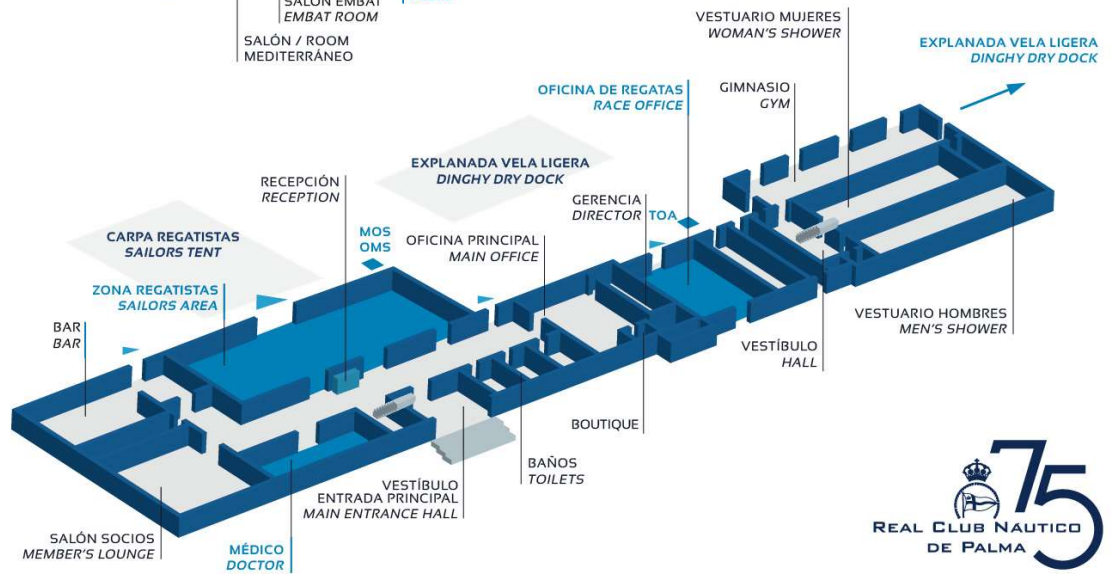 SALÓN EMBAT
EMBAT ROOM
SALÓN / ROOM
MEDITERRÁNEO
VESTUARIO MUJERES
WOMAN'S SHOWER
EXPLANADA VELA LIGERA
DINGHY DRY DOCK
OFICINA DE REGATAS
RACE OFFICE
GIMNASIO
GYM
EXPLANADA VELA LIGERA
DINGHY DRY DOCK
RECEPCIÓN
RECEPTION
GERENCIA
DIRECTOR
TOA
CARPA REGATISTAS
SAILORS TENT
MOS
OMS
OFICINA PRINCIPAL
MAIN OFFICE
ZONA REGATISTAS
SAILORS AREA
BAR
BAR
VESTUARIO HOMBRES
MEN'S SHOWER
VESTÍBULO
HALL
BOUTIQUE
BAÑOS
TOILETS
VESTÍBULO
ENTRADA PRINCIPAL
MAIN ENTRANCE HALL
SALÓN SOCIOS
MEMBER'S LOUNGE
MÉDICO
DOCTOR
75
REAL CLUB NAUTICO
DE PALMA